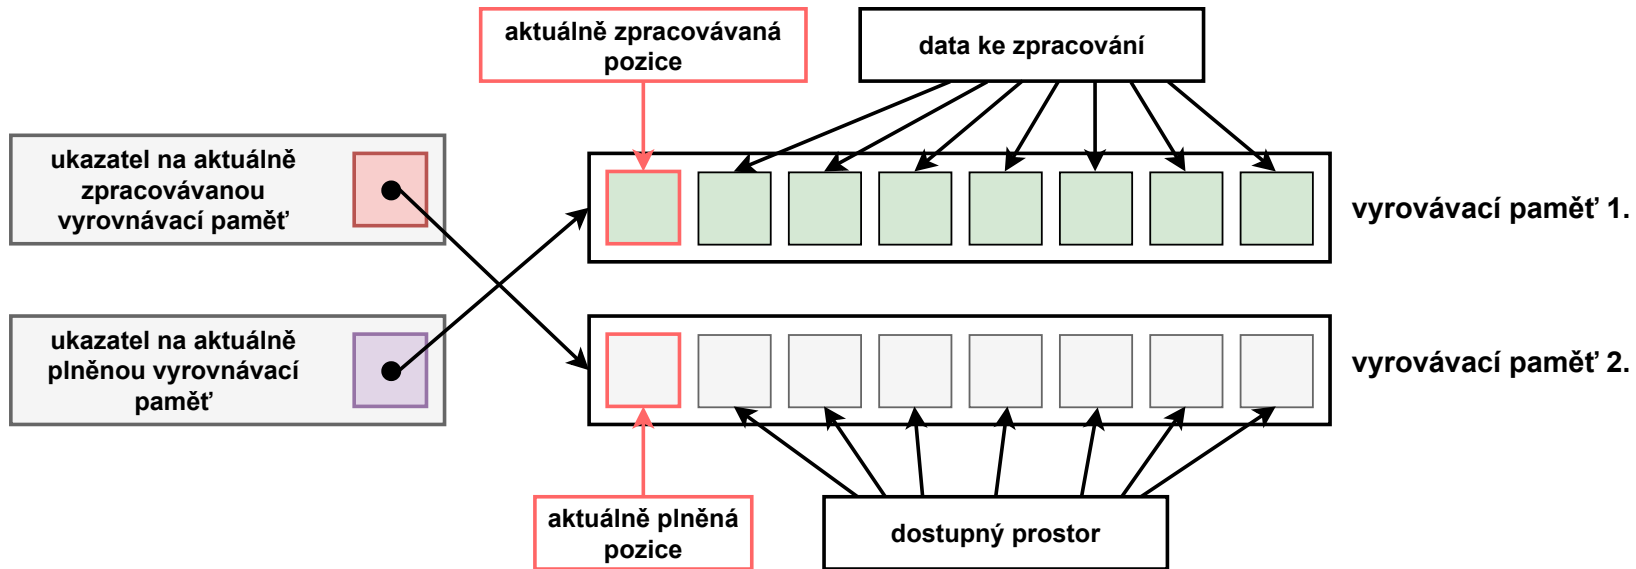 aktuálně zpracovávaná
pozice
data ke zpracování
ukazatel na aktuálně
zpracovávanou
vyrovnávací paměť
vyrovávací paměť 1.
ukazatel na aktuálně
plněnou vyrovnávací
paměť
vyrovávací paměť 2.
aktuálně plněná
pozice
dostupný prostor